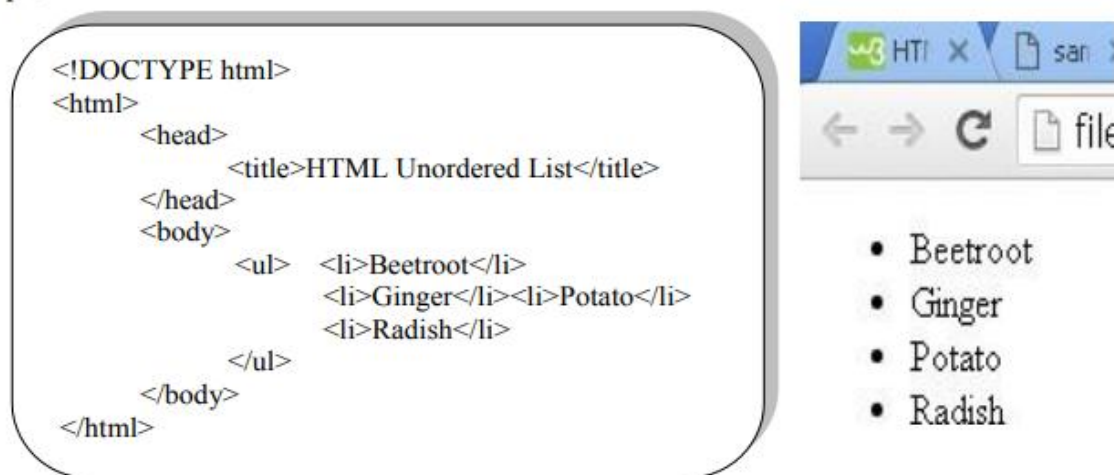 <!DOCTYPE html>
<html>
<head>
<title>HTML Unordered List</title>
</head>
<body>
<ul> <li>Beetroot</li>
<li>Ginger</li><li>Potato</li>
<li>Radish</li>
</ul>
</body>
</html>
HTI
san
file
• Beetroot
• Ginger
• Potato
• Radish